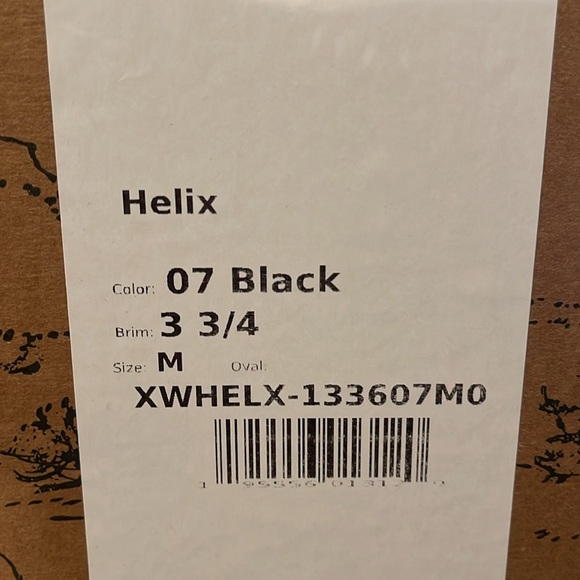 Helix
Color: 07 Black
Brim: 3 3/4
Size: M Oval:
XWHELX-133607M0